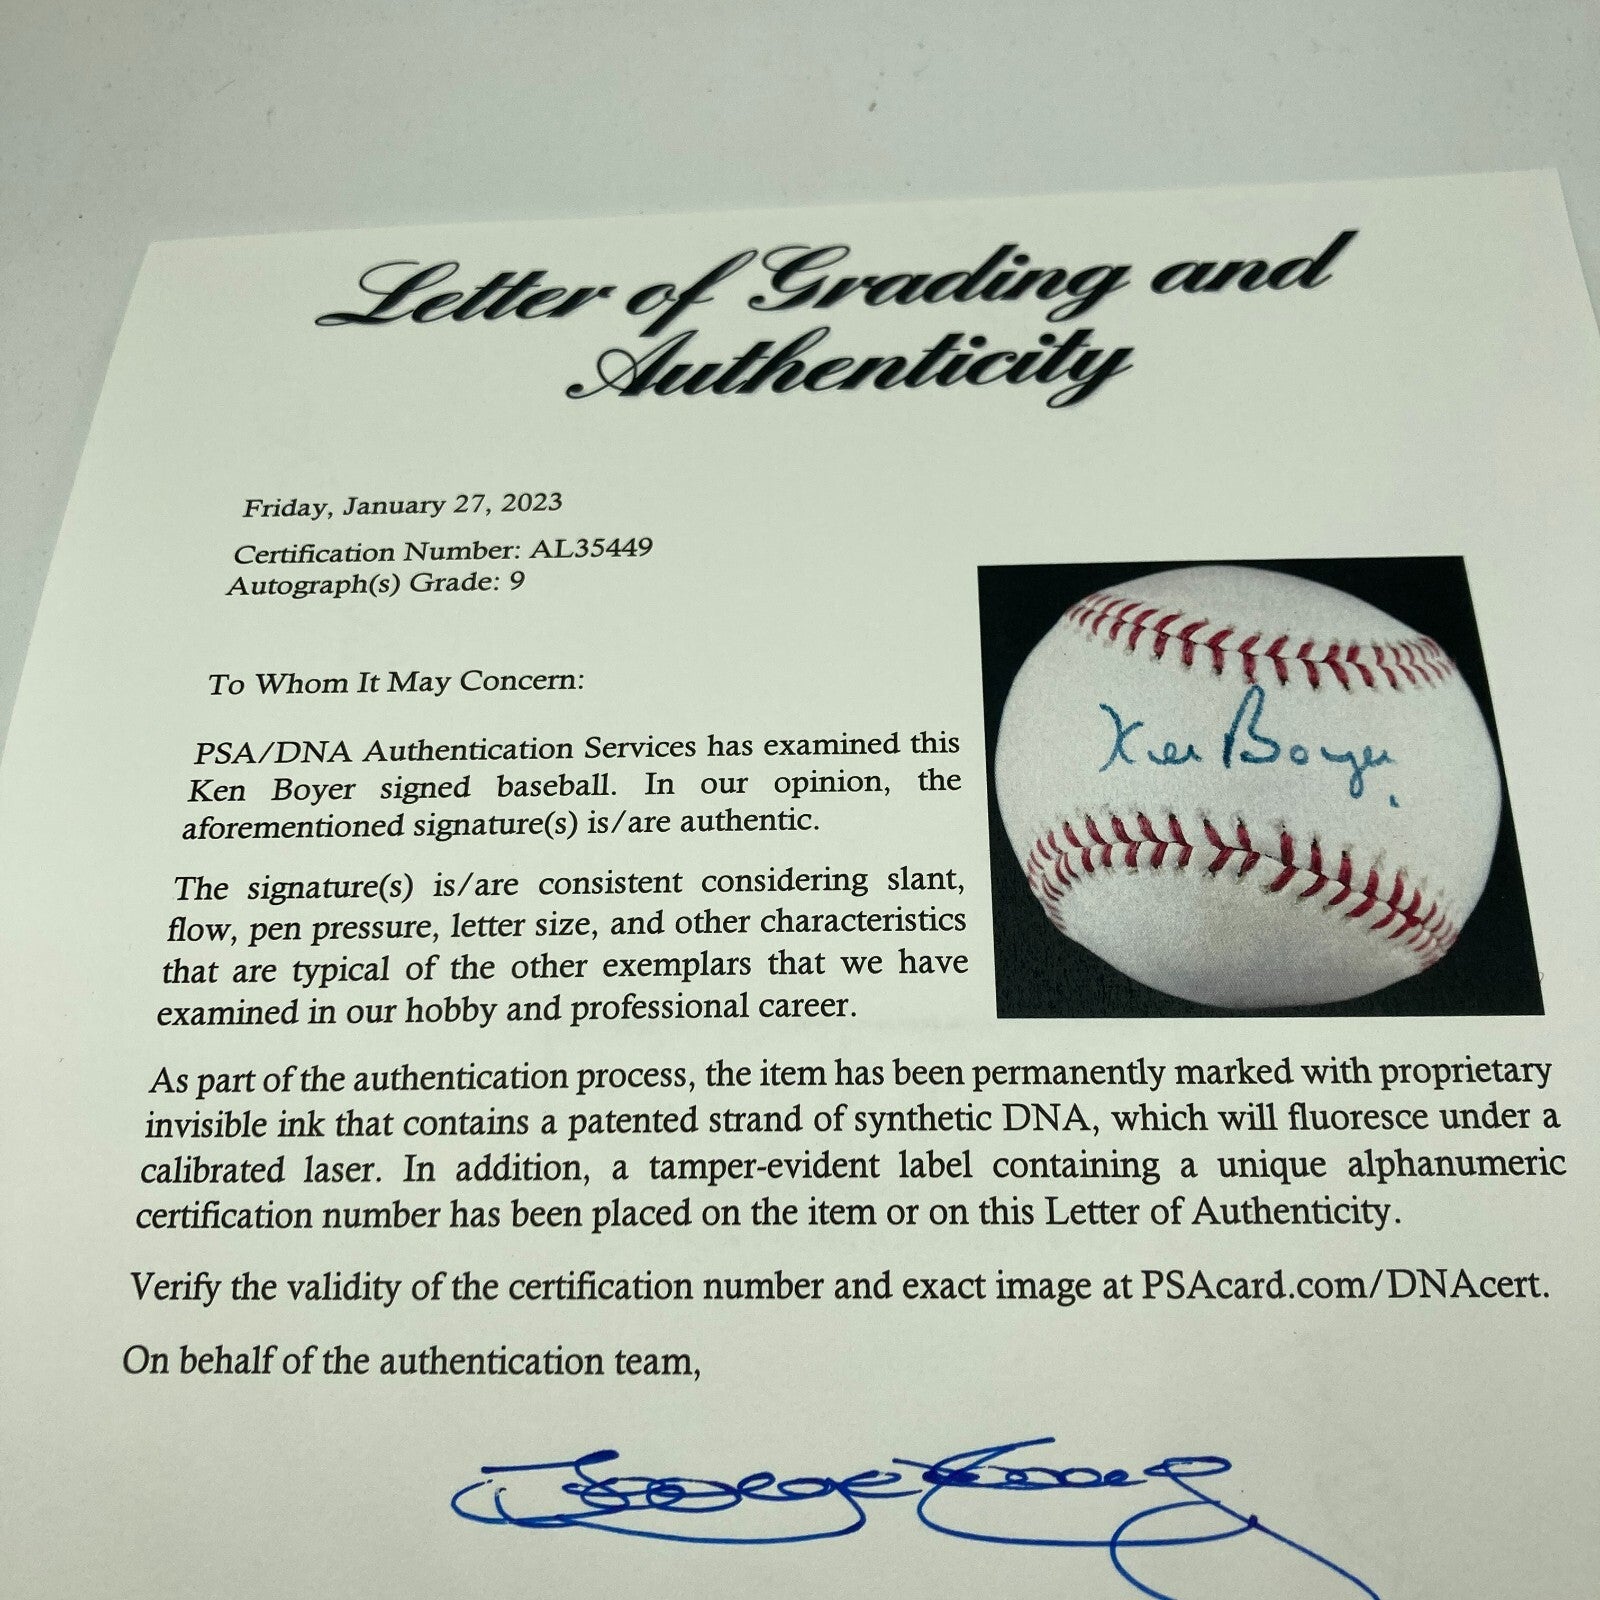 Letter of Grading and
Authenticity
Friday, January 27, 2023
Certification Number: AL35449
Autograph(s) Grade: 9
To Whom It May Concern:
PSA/DNA Authentication Services has examined this
Ken Boyer signed baseball. In our opinion, the
aforementioned signature(s) is/are authentic.
The signature(s) is/are consistent considering slant,
flow, pen pressure, letter size, and other characteristics
that are typical of the other exemplars that we have
examined in our hobby and professional career.
Ken Boyer
As part of the authentication process, the item has been permanently marked with proprietary
invisible ink that contains a patented strand of synthetic DNA, which will fluoresce under a
calibrated laser. In addition, a tamper-evident label containing a unique alphanumeric
certification number has been placed on the item or on this Letter of Authenticity.
Verify the validity of the certification number and exact image at PSAcard.com/DNAcert.
On behalf of the authentication team,